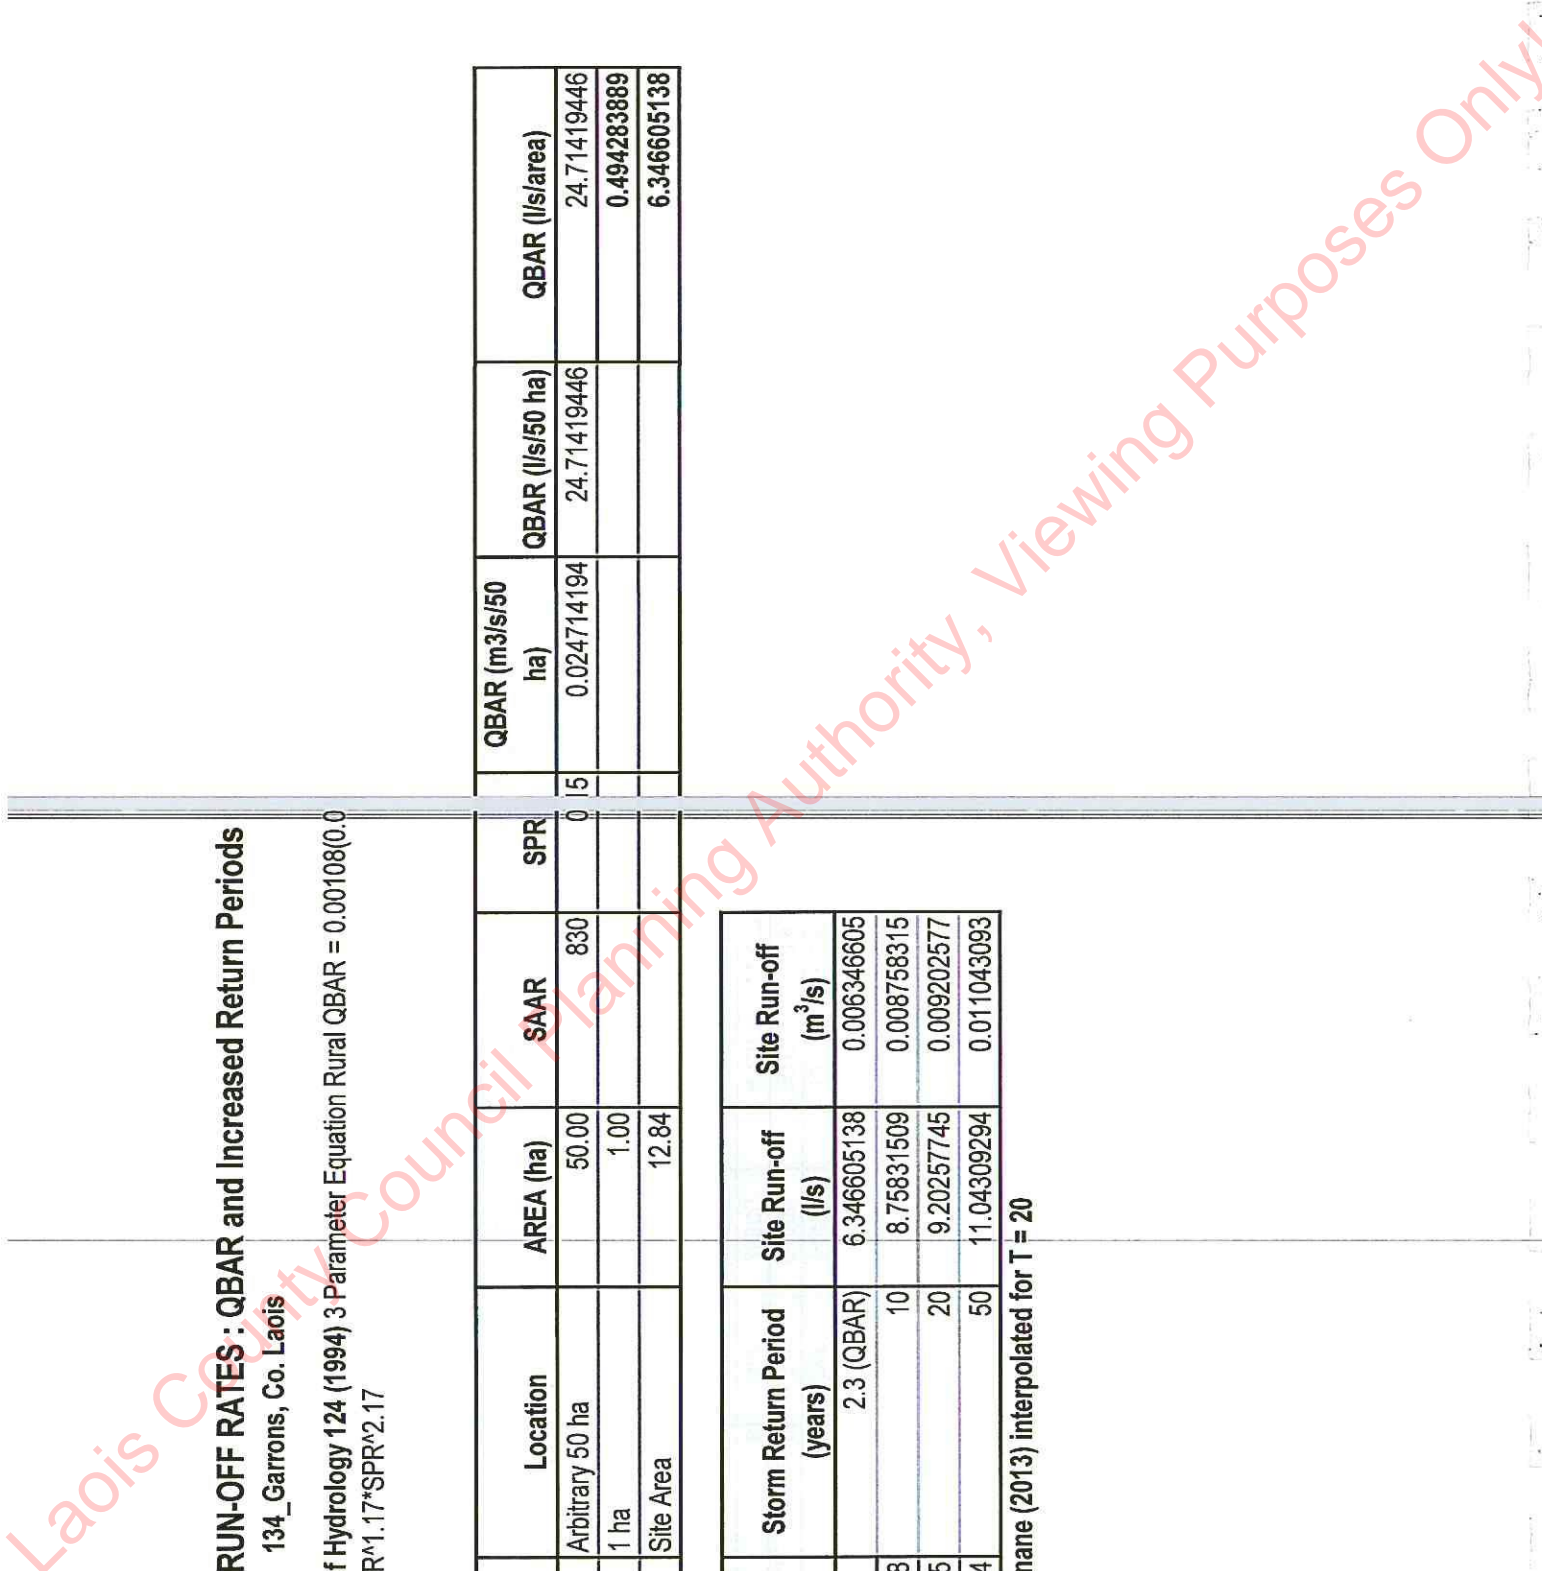 RUN-OFF RATES : QBAR and Increased Return Periods
134_Garrons, Co. Laois
f Hydrology 124 (1994) 3 Parameter Equation Rural QBAR = 0.00108(0.0
R^1.17*SPR^2.17
Location AREA (ha) SAAR SPR QBAR (m3/s/50 ha) QBAR (l/s/50 ha) QBAR (l/s/area)
Arbitrary 50 ha 50.00 830 0 15 0.024714194 24.71419446 24.71419446
1 ha 1.00 0.494283889
Site Area 12.84 6.346605138
Storm Return Period (years) Site Run-off (l/s) Site Run-off (m³/s)
2.3 (QBAR) 6.346605138 0.006346605
8 10 8.75831509 0.008758315
5 20 9.20257745 0.009202577
4 50 11.04309294 0.011043093
nane (2013) interpolated for T = 20
Laois County Council Planning Authority, Viewing Purposes Only!